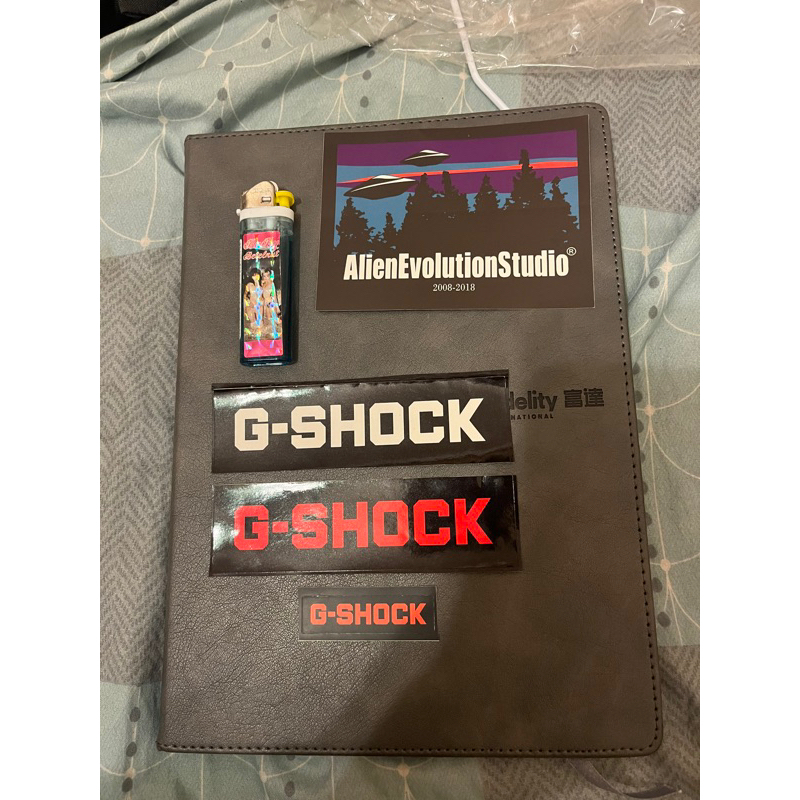 AlienEvolutionStudio®
2008-2018
G-SHOCK
delity 富達
NATIONAL
G-SHOCK
G-SHOCK